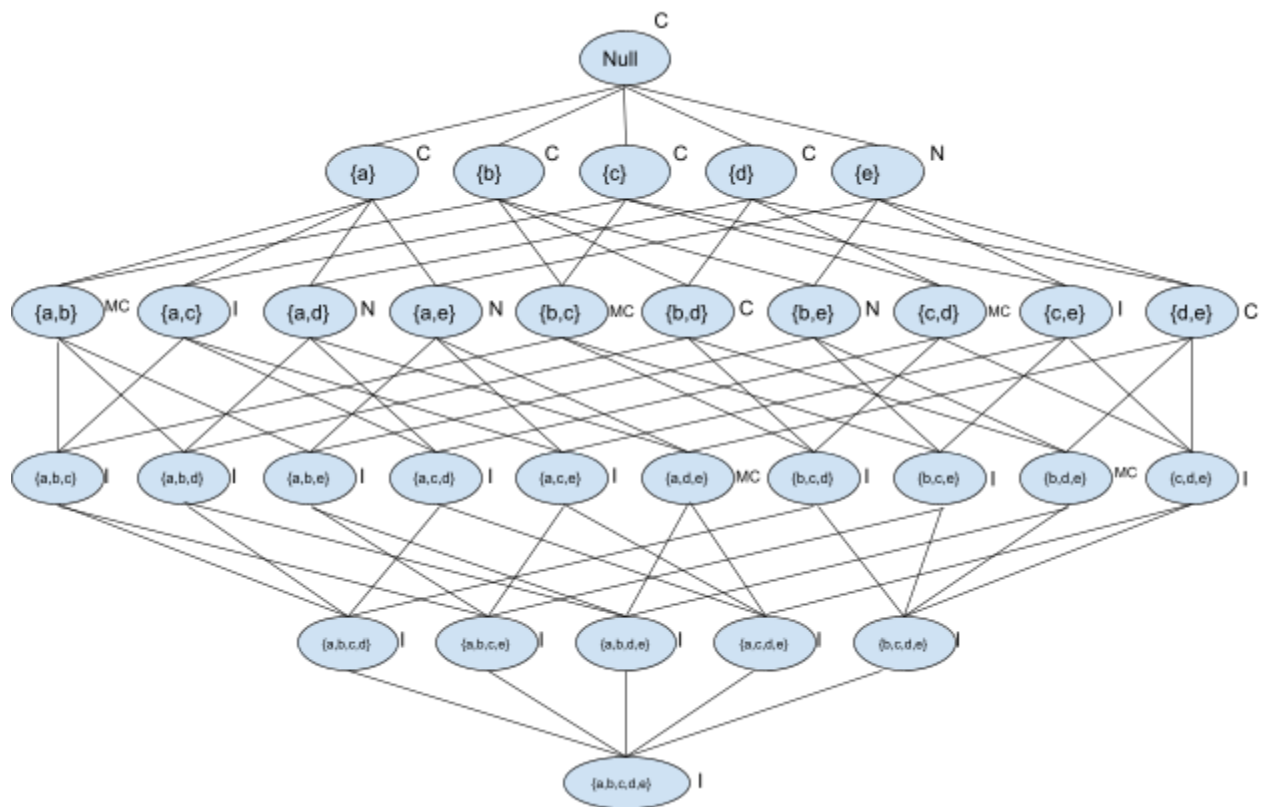 C
Null
{a} C {b} C {c} C {d} C {e} N
{a,b} MC {a,c} I {a,d} N {a,e} N {b,c} MC {b,d} C {b,e} N {c,d} MC {c,e} I {d,e} C
{a,b,c} I {a,b,d} I {a,b,e} I {a,c,d} I {a,c,e} I {a,d,e} MC {b,c,d} I {b,c,e} I {b,d,e} MC {c,d,e} I
{a,b,c,d} I {a,b,c,e} I {a,b,d,e} I {a,c,d,e} I {b,c,d,e} I
{a,b,c,d,e} I